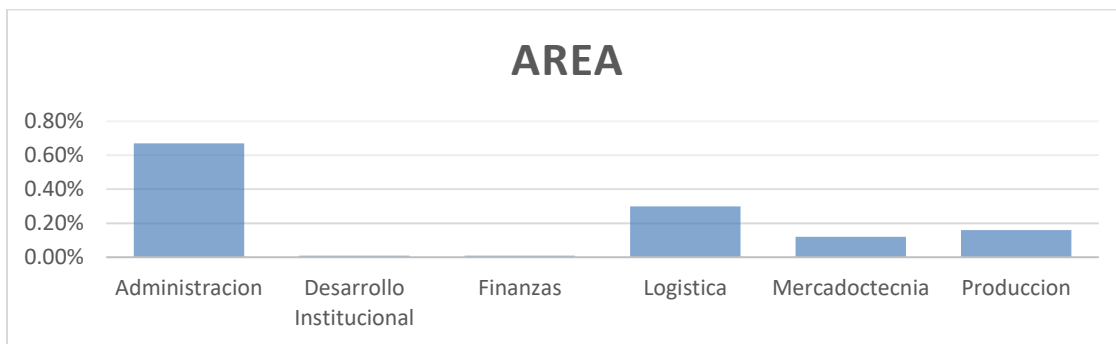 AREA
0.80%
0.60%
0.40%
0.20%
0.00%
Administracion
Desarrollo
Institucional
Finanzas
Logistica
Mercadoctecnia
Produccion